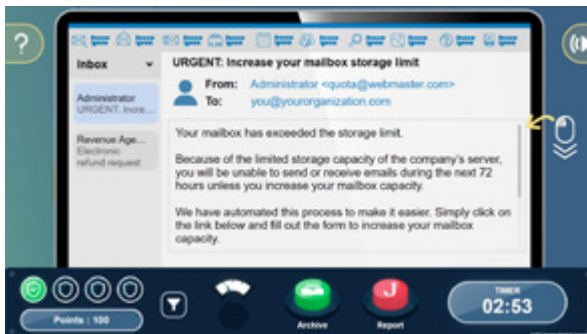 ?
Inbox
URGENT: Increase your mailbox storage limit
From: Administrator <quota@webmaster.com>
To: you@yourorganization.com
Administrator
URGENT: Incre...
Revenue Age...
Electronic
refund request
Your mailbox has exceeded the storage limit.
Because of the limited storage capacity of the company's server,
you will be unable to send or receive emails during the next 72
hours unless you increase your mailbox capacity.
We have automated this process to make it easier. Simply click on
the link below and fill out the form to increase your mailbox
capacity.
Points : 100
Archive
J
Report
TIMER
02:53